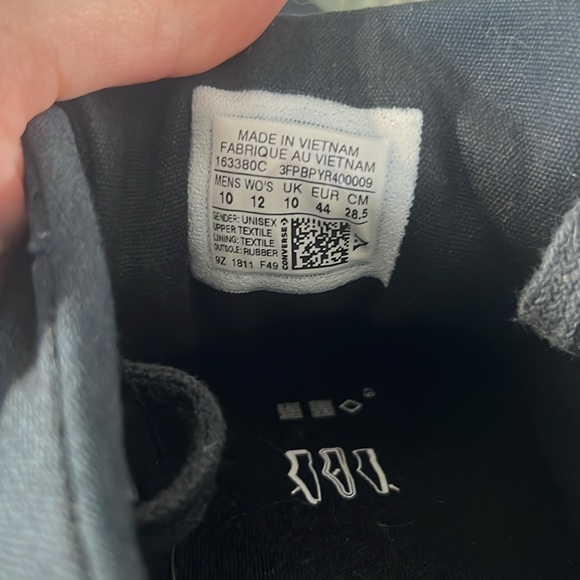 MADE IN VIETNAM
FABRIQUE AU VIETNAM
163380C 3FPBPYR400009
MENS WO'S UK EUR CM
10 12 10 44 28.5
GENDER: UNISEX
UPPER TEXTILE
LINING: TEXTILE
OUTSOLE: RUBBER
9Z 1811 F49
CONVERSE